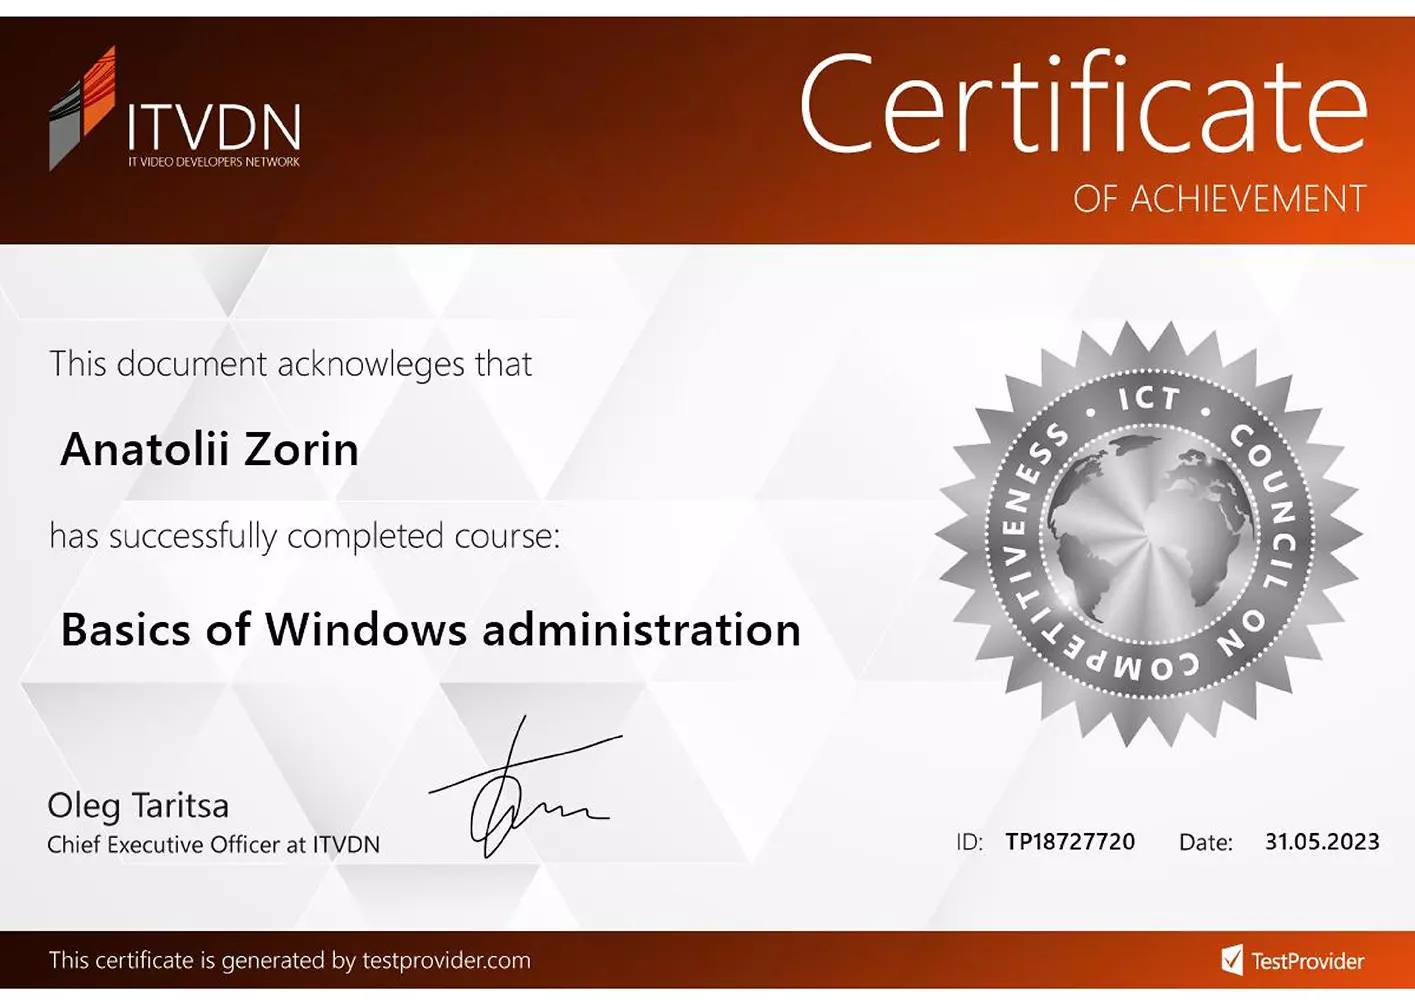 ITVDN
IT VIDEO DEVELOPERS NETWORK
Certificate
OF ACHIEVEMENT
This document acknowleges that
Anatolii Zorin
has successfully completed course:
Basics of Windows administration
ICT • COUNCIL ON COMPETITIVENESS •
Oleg Taritsa
Chief Executive Officer at ITVDN
ID: TP18727720 Date: 31.05.2023
This certificate is generated by testprovider.com
TestProvider